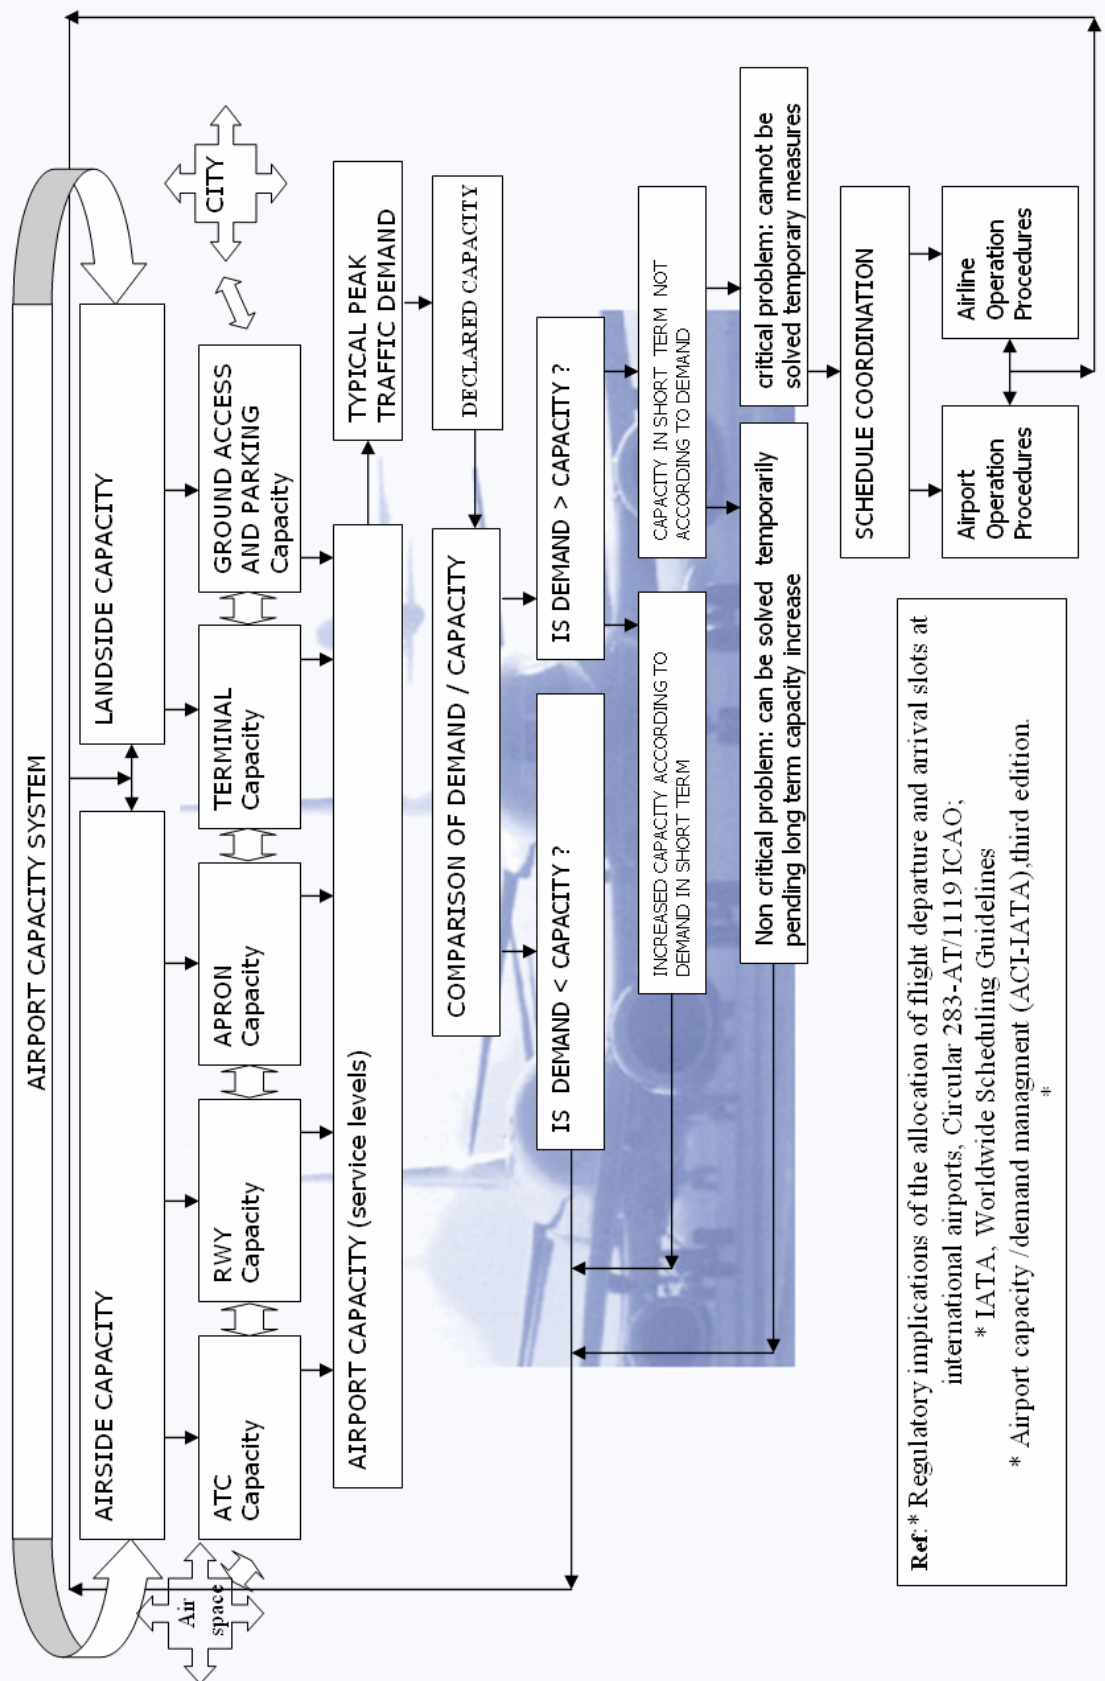 AIRPORT CAPACITY SYSTEM
AIRSIDE CAPACITY
LANDSIDE CAPACITY
Air
space
ATC
Capacity
RWY
Capacity
APRON
Capacity
TERMINAL
Capacity
GROUND ACCESS
AND PARKING
Capacity
CITY
AIRPORT CAPACITY (service levels)
TYPICAL PEAK
TRAFFIC DEMAND
COMPARISON OF DEMAND / CAPACITY
DECLARED CAPACITY
IS DEMAND < CAPACITY ?
IS DEMAND > CAPACITY ?
INCREASED CAPACITY ACCORDING TO
DEMAND IN SHORT TERM
CAPACITY IN SHORT TERM NOT
ACCORDING TO DEMAND
Non critical problem: can be solved temporarily
pending long term capacity increase
critical problem: cannot be
solved temporary measures
SCHEDULE COORDINATION
Airport
Operation
Procedures
Airline
Operation
Procedures
Ref:* Regulatory implications of the allocation of flight departure and arrival slots at
international airports, Circular 283-AT/1119 ICAO;
* IATA, Worldwide Scheduling Guidelines
* Airport capacity /demand managment (ACI-IATA),third edition.
*